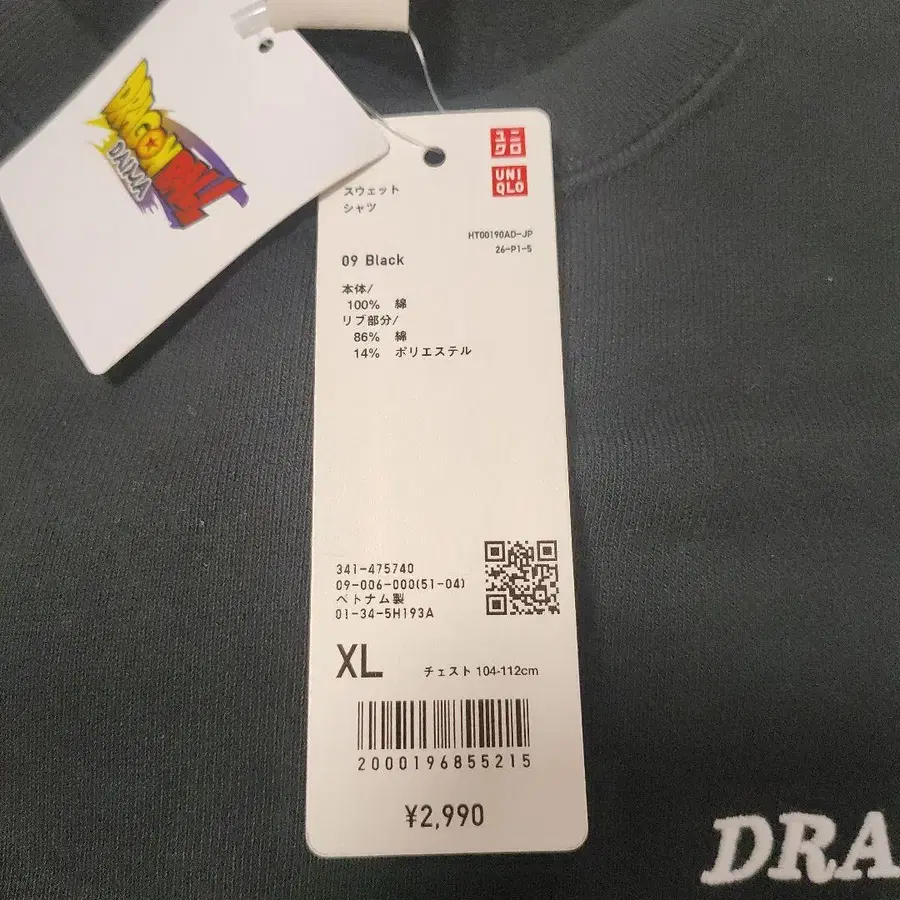 DRAGON BALL
DAIMA
ユニ
クロ
UNI
QLO
スウェット
シャツ
HT00190AD-JP
26-P1-5
09 Black
本体/
100% 綿
リブ部分/
86% 綿
14% ポリエステル
341-475740
09-006-000(51-04)
ベトナム製
01-34-5H193A
XL チェスト 104-112cm
2000196855215
¥2,990
DRA